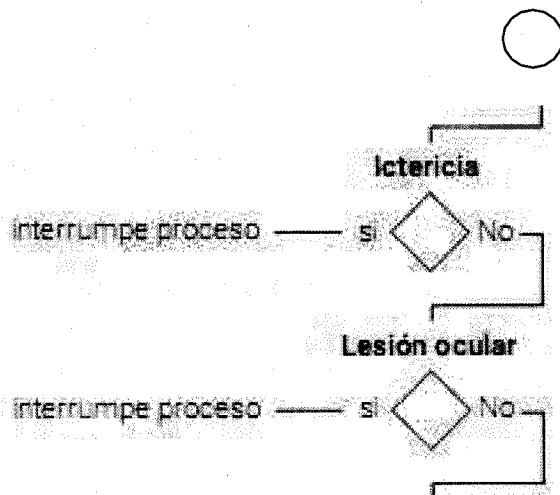 Ictericia
interrumpe proceso si No
Lesión ocular
interrumpe proceso si No